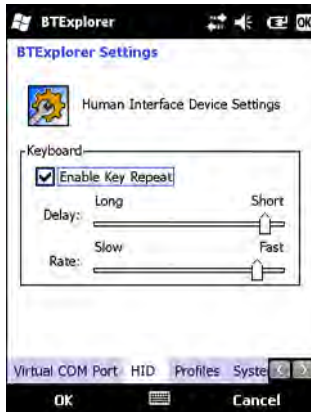 BTExplorer OK
BTExplorer Settings
Human Interface Device Settings
Keyboard
Enable Key Repeat
Long Short
Delay:
Slow Fast
Rate:
Virtual COM Port HID Profiles Syste
OK Cancel